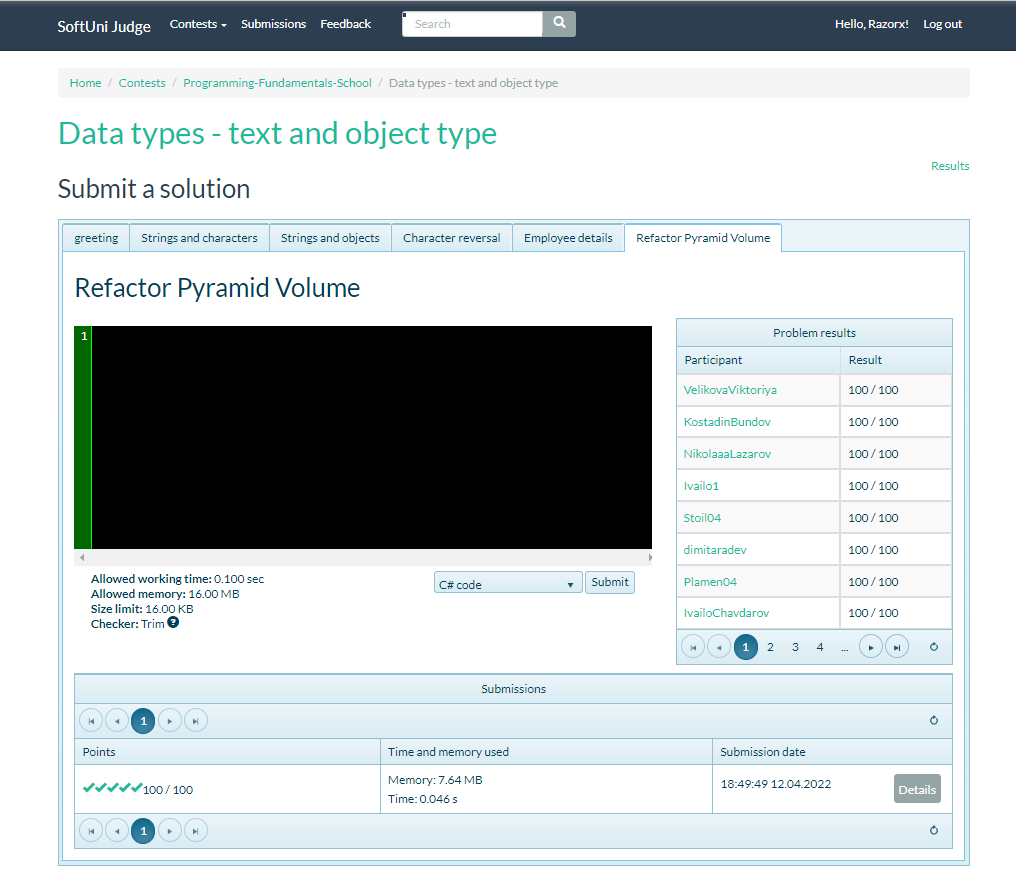 SoftUni Judge Contests Submissions Feedback Search Hello, Razorx! Log out
Home / Contests / Programming-Fundamentals-School / Data types - text and object type
Data types - text and object type
Results
Submit a solution
greeting Strings and characters Strings and objects Character reversal Employee details Refactor Pyramid Volume
Refactor Pyramid Volume
1
Allowed working time: 0.100 sec
Allowed memory: 16.00 MB
Size limit: 16.00 KB
Checker: Trim ?
C# code Submit
Problem results
Participant Result
VelikovaViktoriya 100 / 100
KostadinBundov 100 / 100
NikolaaaLazarov 100 / 100
Ivailo1 100 / 100
Stoil04 100 / 100
dimitaradev 100 / 100
Plamen04 100 / 100
IvailoChavdarov 100 / 100
1 2 3 4 ...
Submissions
1
Points Time and memory used Submission date
100 / 100 Memory: 7.64 MB 18:49:49 12.04.2022 Details
Time: 0.046 s
1